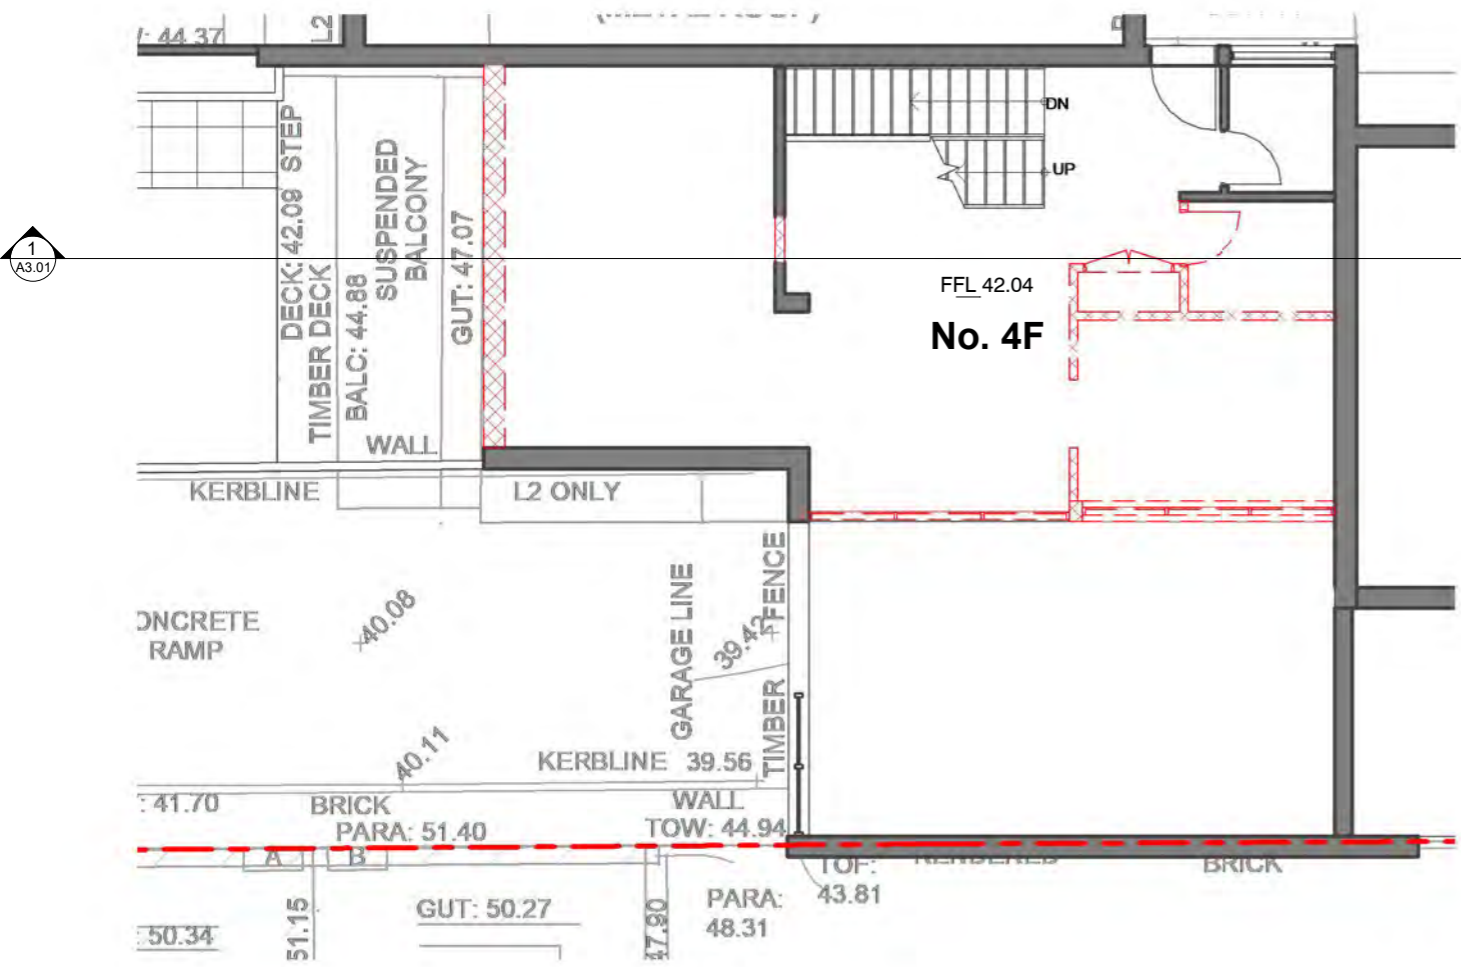 : 44.37
L2
DECK: 42.09 STEP
TIMBER DECK
BALC: 44.88
SUSPENDED
BALCONY
GUT: 47.07
DN
UP
1
A3.01
FFL 42.04
No. 4F
WALL
KERBLINE
L2 ONLY
ONCRETE
RAMP
40.08
GARAGE LINE
39.42
TIMBER FENCE
40.11
KERBLINE 39.56
: 41.70
BRICK
WALL
PARA: 51.40
TOW: 44.94
A
B
RENDERED
BRICK
TOF:
43.81
PARA:
48.31
GUT: 50.27
51.15
47.90
: 50.34